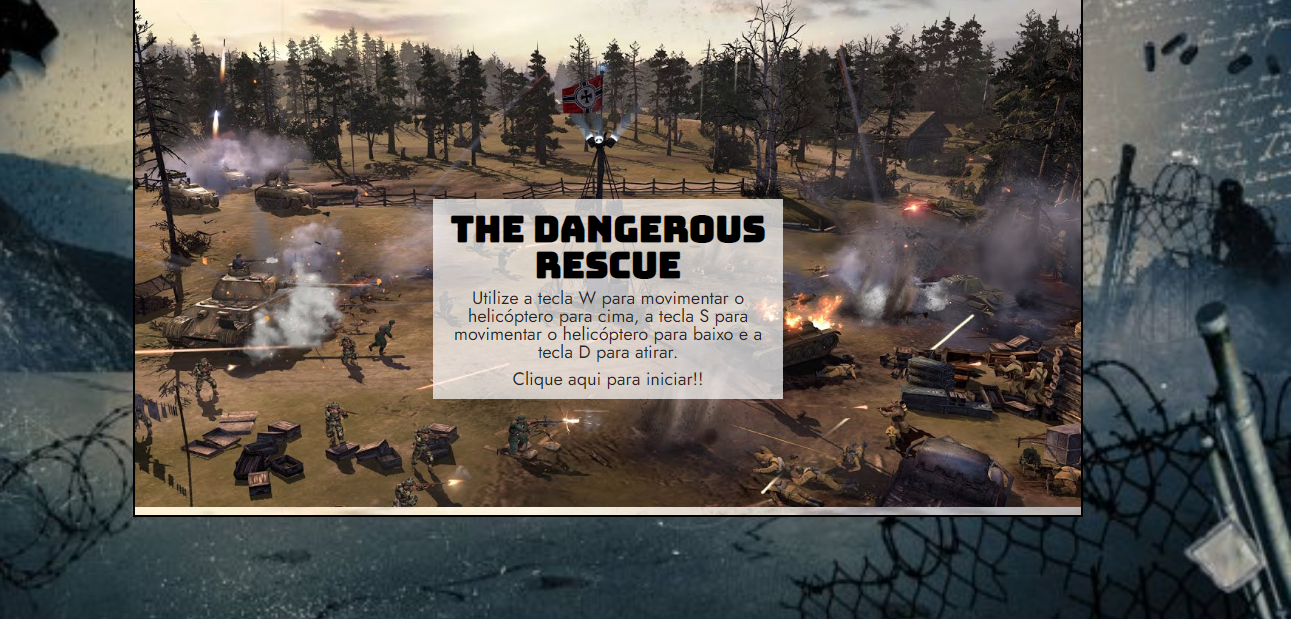 THE DANGEROUS
RESCUE
Utilize a tecla W para movimentar o
helicóptero para cima, a tecla S para
movimentar o helicóptero para baixo e a
tecla D para atirar.
Clique aqui para iniciar!!